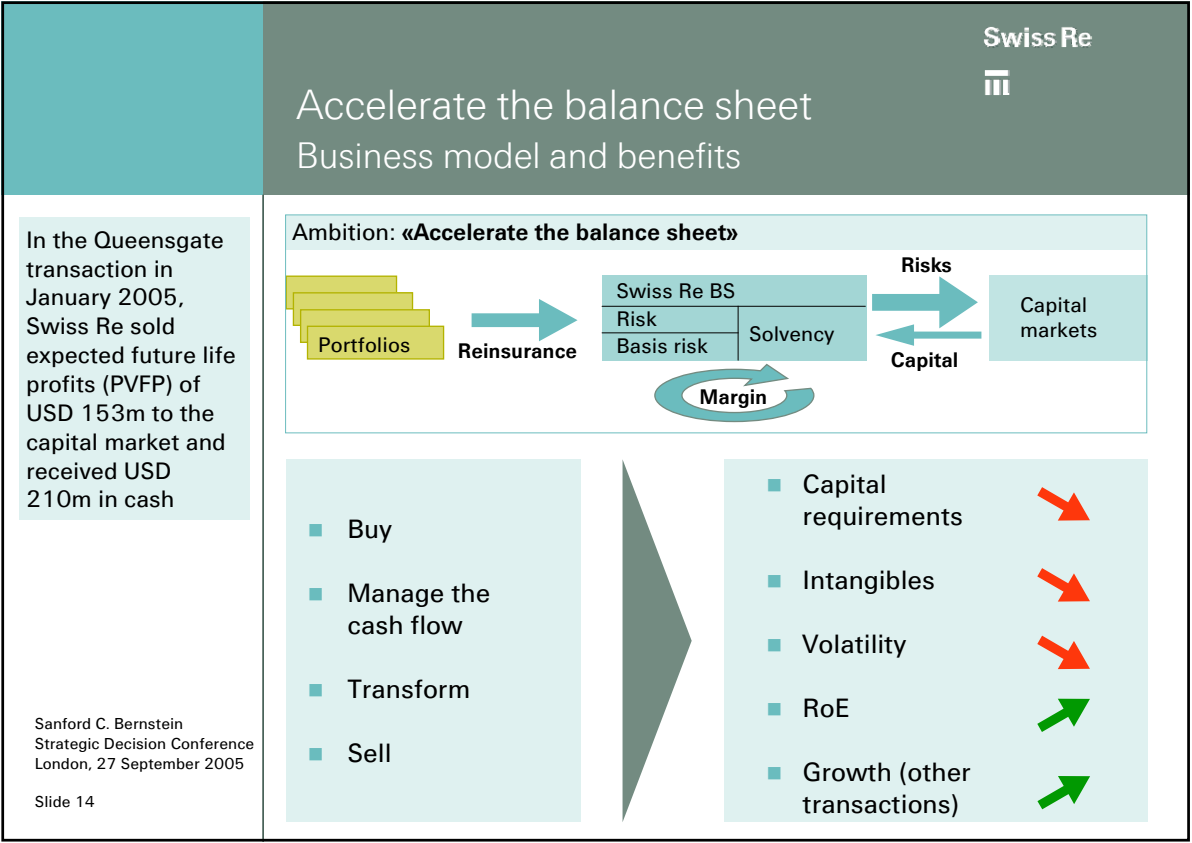 Swiss Re
Accelerate the balance sheet
Business model and benefits
In the Queensgate
transaction in
January 2005,
Swiss Re sold
expected future life
profits (PVFP) of
USD 153m to the
capital market and
received USD
210m in cash
Ambition: «Accelerate the balance sheet»
Portfolios
Reinsurance
Swiss Re BS
Risk
Basis risk
Solvency
Margin
Risks
Capital
Capital
markets
Buy
Manage the
cash flow
Transform
Sell
Capital
requirements
Intangibles
Volatility
RoE
Growth (other
transactions)
Sanford C. Bernstein
Strategic Decision Conference
London, 27 September 2005
Slide 14